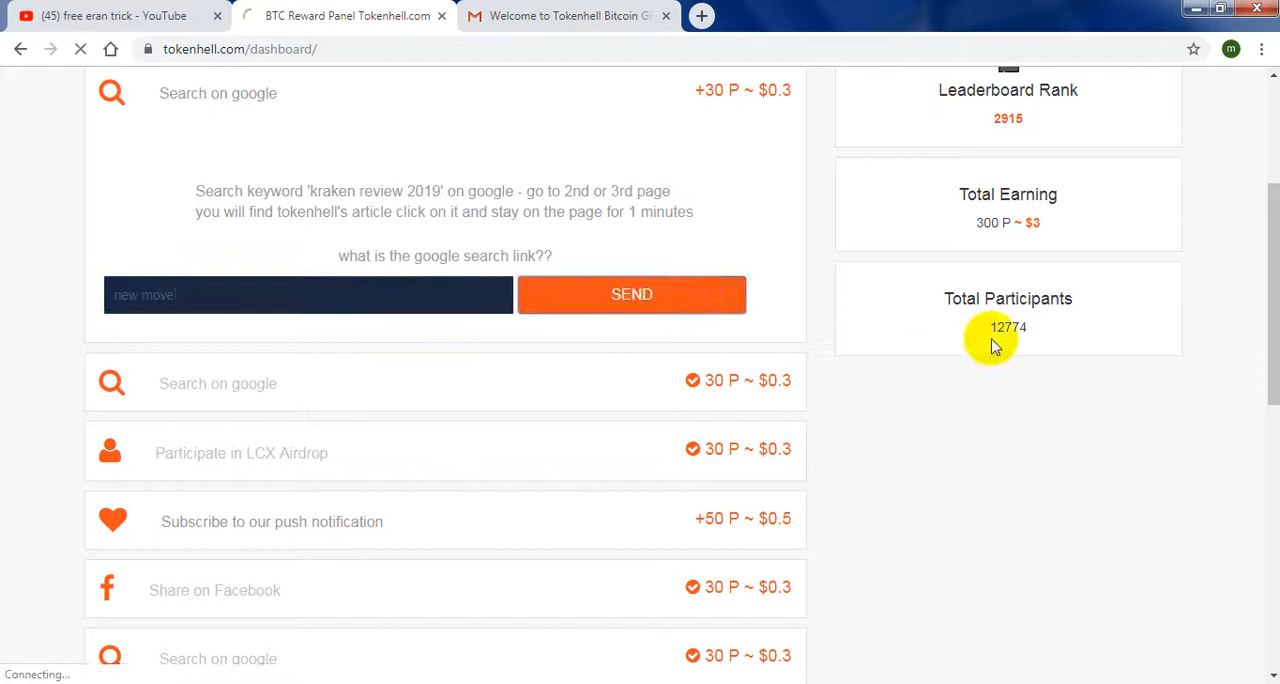 (45) free eran trick - YouTube
BTC Reward Panel Tokenhell.com
Welcome to Tokenhell Bitcoin Gi
tokenhell.com/dashboard/
m
Search on google
+30 P ~ $0.3
Search keyword 'kraken review 2019' on google - go to 2nd or 3rd page
you will find tokenhell's article click on it and stay on the page for 1 minutes
what is the google search link??
new move
SEND
Search on google
30 P ~ $0.3
Participate in LCX Airdrop
30 P ~ $0.3
Subscribe to our push notification
+50 P ~ $0.5
Share on Facebook
30 P ~ $0.3
Search on google
30 P ~ $0.3
Leaderboard Rank
2915
Total Earning
300 P ~ $3
Total Participants
12774
Connecting...